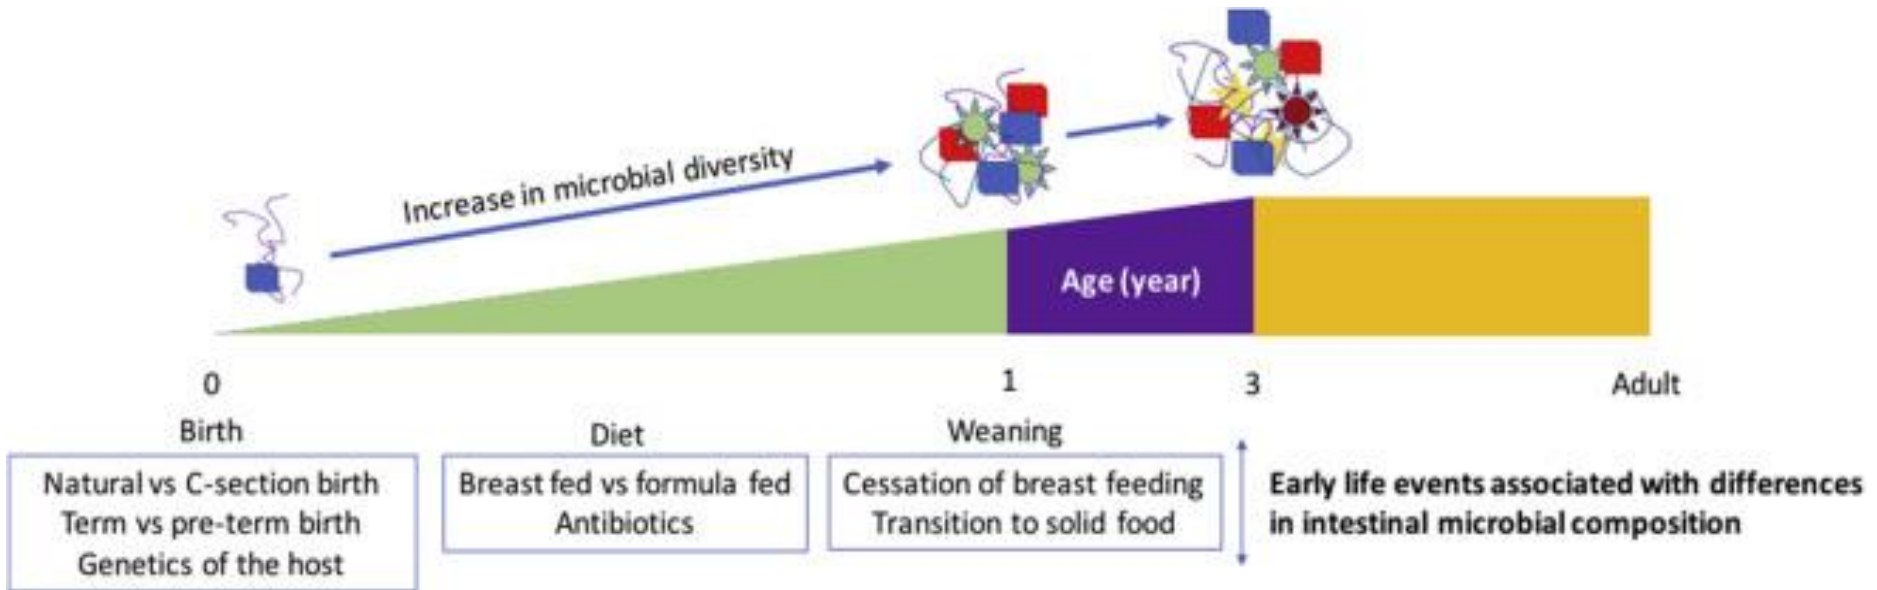 Increase in microbial diversity
Age (year)
0
1
3
Adult
Birth
Diet
Weaning
Natural vs C-section birth
Term vs pre-term birth
Genetics of the host
Breast fed vs formula fed
Antibiotics
Cessation of breast feeding
Transition to solid food
Early life events associated with differences
in intestinal microbial composition